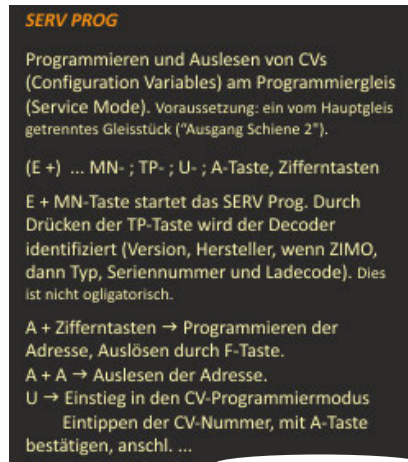 SERV PROG
Programmieren und Auslesen von CVs
(Configuration Variables) am Programmiergleis
(Service Mode). Voraussetzung: ein vom Hauptgleis
getrenntes Gleisstück ("Ausgang Schiene 2").
(E +) ... MN- ; TP- ; U- ; A-Taste, Zifferntasten
E + MN-Taste startet das SERV Prog. Durch
Drücken der TP-Taste wird der Decoder
identifiziert (Version, Hersteller, wenn ZIMO,
dann Typ, Seriennummer und Ladecode). Dies
ist nicht ogligatorisch.
A + Zifferntasten → Programmieren der
Adresse, Auslösen durch F-Taste.
A + A → Auslesen der Adresse.
U → Einstieg in den CV-Programmiermodus
Eintippen der CV-Nummer, mit A-Taste
bestätigen, anschl. ...